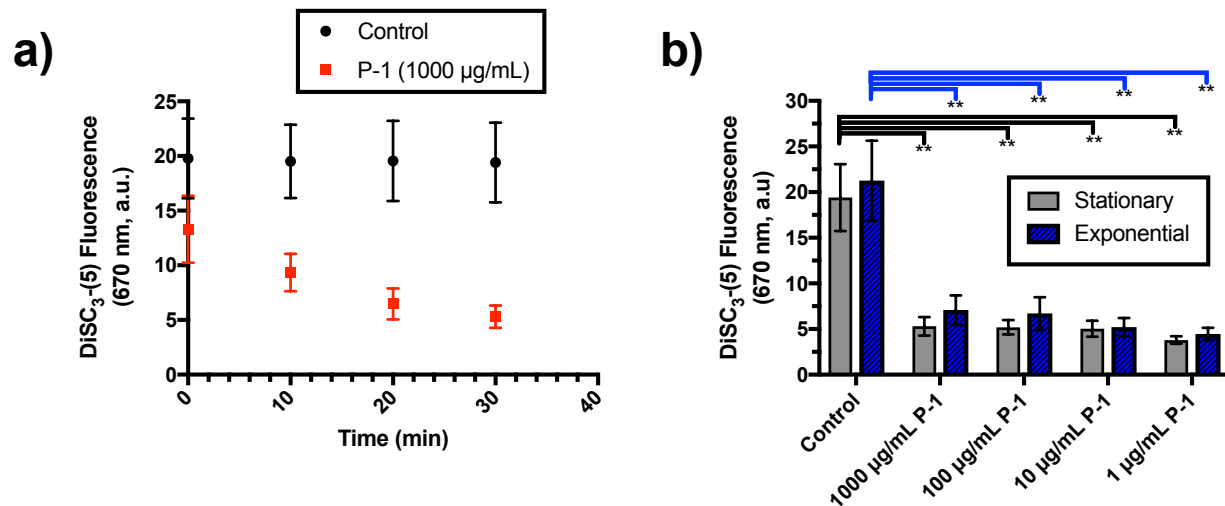 a)
Control
P-1 (1000 µg/mL)
DiSC3-(5) Fluorescence
(670 nm, a.u.)
25
20
15
10
5
0
0
10
20
30
40
Time (min)
b)
** ** ** **
** ** ** **
Stationary
Exponential
DiSC3-(5) Fluorescence
(670 nm, a.u)
30
25
20
15
10
5
0
Control
1000 µg/mL P-1
100 µg/mL P-1
10 µg/mL P-1
1 µg/mL P-1